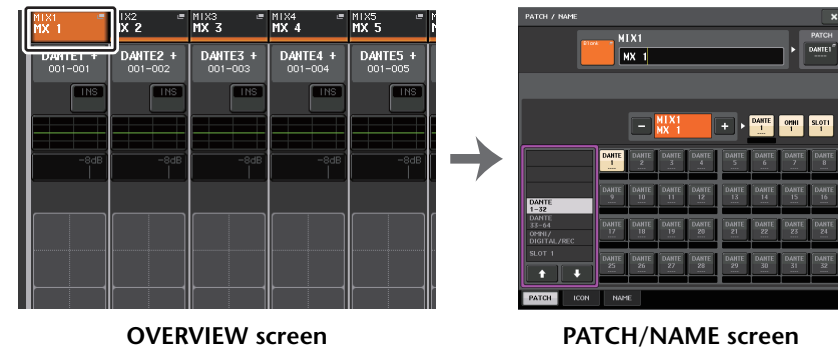 MIX1
MX 1
MIX3
MX 3
MIX4
MX 4
MIX5
MX 5
IX2
X 2
DANTE1 +
001-001
DANTE2 +
001-002
DANTE3 +
001-003
DANTE4 +
001-004
DANTE5 +
001-005
INS
INS
INS
INS
INS
-8dB
-8dB
-8dB
-8dB
-8dB
OVERVIEW screen
PATCH / NAME
Blank
MIX1
MX 1
PATCH
DANTE1
-
MIX1
MX 1
+
DANTE 1
OMNI 1
SLOT1 1
DANTE 1-32
DANTE 33-64
OMNI/ DIGITAL/REC
SLOT 1
DANTE 1
DANTE 2
DANTE 3
DANTE 4
DANTE 5
DANTE 6
DANTE 7
DANTE 8
DANTE 9
DANTE 10
DANTE 11
DANTE 12
DANTE 13
DANTE 14
DANTE 15
DANTE 16
DANTE 17
DANTE 18
DANTE 19
DANTE 20
DANTE 21
DANTE 22
DANTE 23
DANTE 24
DANTE 25
DANTE 26
DANTE 27
DANTE 28
DANTE 29
DANTE 30
DANTE 31
DANTE 32
PATCH
ICON
NAME
PATCH/NAME screen